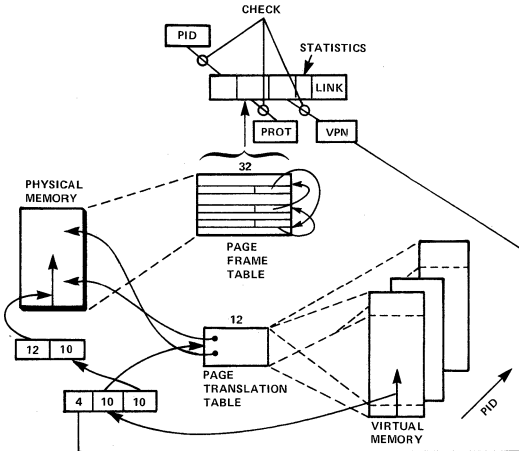 CHECK
PID
STATISTICS
LINK
PROT
VPN
32
PHYSICAL
MEMORY
PAGE
FRAME
TABLE
12
12 10
PAGE
TRANSLATION
TABLE
4 10 10
PID
VIRTUAL
MEMORY